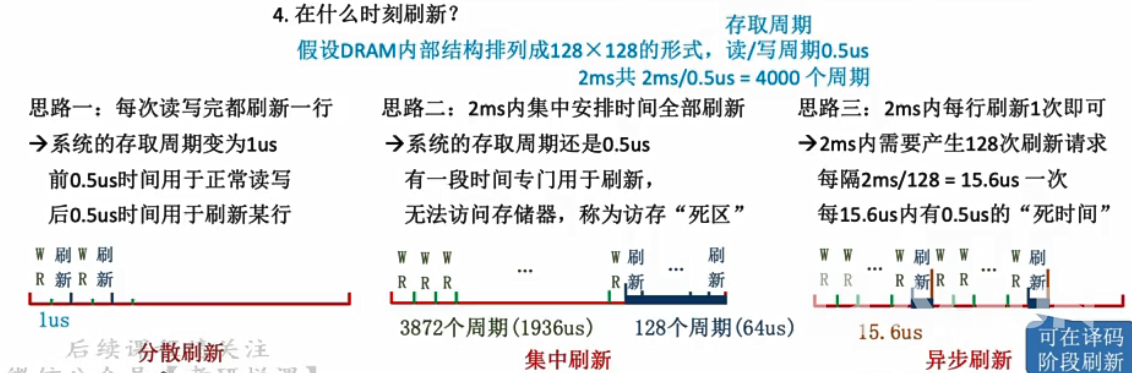 4. 在什么时刻刷新？
存取周期
假设DRAM内部结构排列成128×128的形式，读/写周期0.5us
2ms共 2ms/0.5us = 4000 个周期
思路一：每次读写完都刷新一行
→系统的存取周期变为1us
前0.5us时间用于正常读写
后0.5us时间用于刷新某行
W 刷 W 刷
R 新 R 新
1us
分散刷新
思路二：2ms内集中安排时间全部刷新
→系统的存取周期还是0.5us
有一段时间专门用于刷新，
无法访问存储器，称为访存“死区”
W W W ... W 刷 ... 刷
R R R R 新 新
3872个周期(1936us) 128个周期(64us)
集中刷新
思路三：2ms内每行刷新1次即可
→2ms内需要产生128次刷新请求
每隔2ms/128 = 15.6us 一次
每15.6us内有0.5us的“死时间”
W W ... W 刷 W W ... W 刷
R R R 新 R R R 新
15.6us
异步刷新
可在译码
阶段刷新
后续课 关注